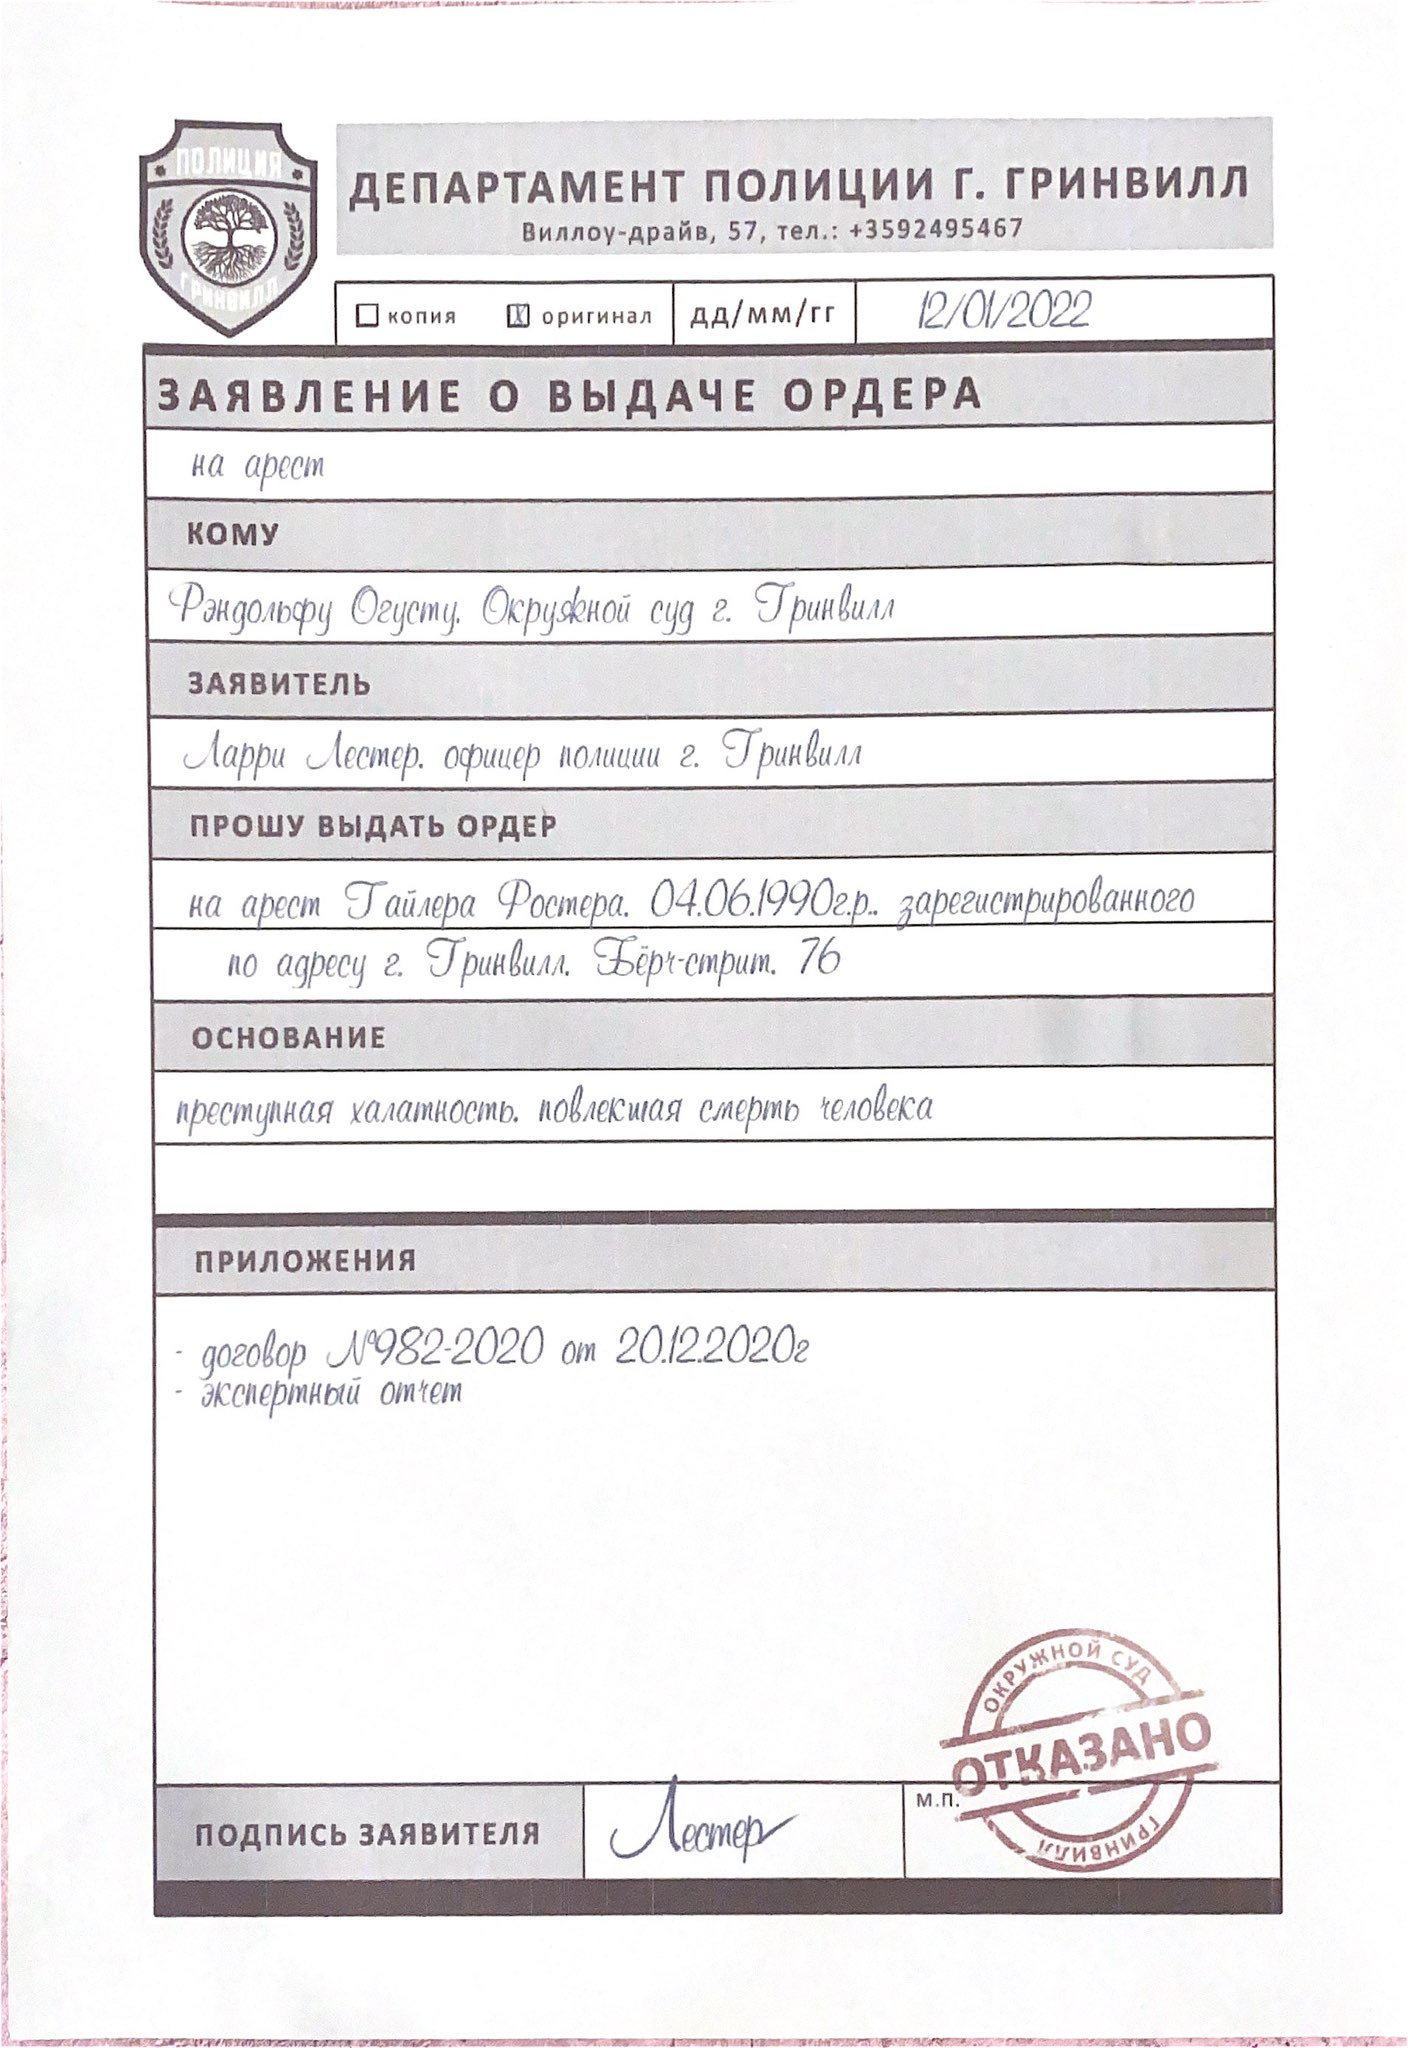 ПОЛИЦИЯ
ГРИНВИЛЛ
ДЕПАРТАМЕНТ ПОЛИЦИИ Г. ГРИНВИЛЛ
Виллоу-драйв, 57, тел.: +3592495467
копия X оригинал дд/мм/гг 12/01/2022
ЗАЯВЛЕНИЕ О ВЫДАЧЕ ОРДЕРА
на арест
КОМУ
Рэндольфу Огусту. Окружной суд г. Гринвилл
ЗАЯВИТЕЛЬ
Ларри Лестер. офицер полиции г. Гринвилл
ПРОШУ ВЫДАТЬ ОРДЕР
на арест Тайлера Фостера. 04.06.1990г.р.. зарегистрированного
по адресу г. Гринвилл. Бёрч-стрит. 76
ОСНОВАНИЕ
преступная халатность. повлекшая смерть человека
ПРИЛОЖЕНИЯ
- договор №982-2020 от 20.12.2020г
- экспертный отчет
ОКРУЖНОЙ СУД
ОТКАЗАНО
ГРИНВИЛЛ
ПОДПИСЬ ЗАЯВИТЕЛЯ Лестер м.п.